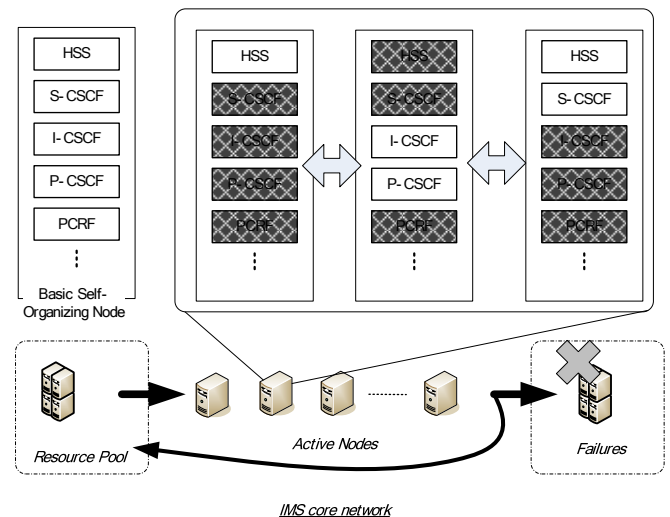 HSS
S-CSCF
I-CSCF
P-CSCF
PCRF
Basic Self-
Organizing Node
HSS
S-CSCF
I-CSCF
P-CSCF
PCRF
HSS
S-CSCF
I-CSCF
P-CSCF
PCRF
HSS
S-CSCF
I-CSCF
P-CSCF
PCRF
Resource Pool
Active Nodes
Failures
IMS core network